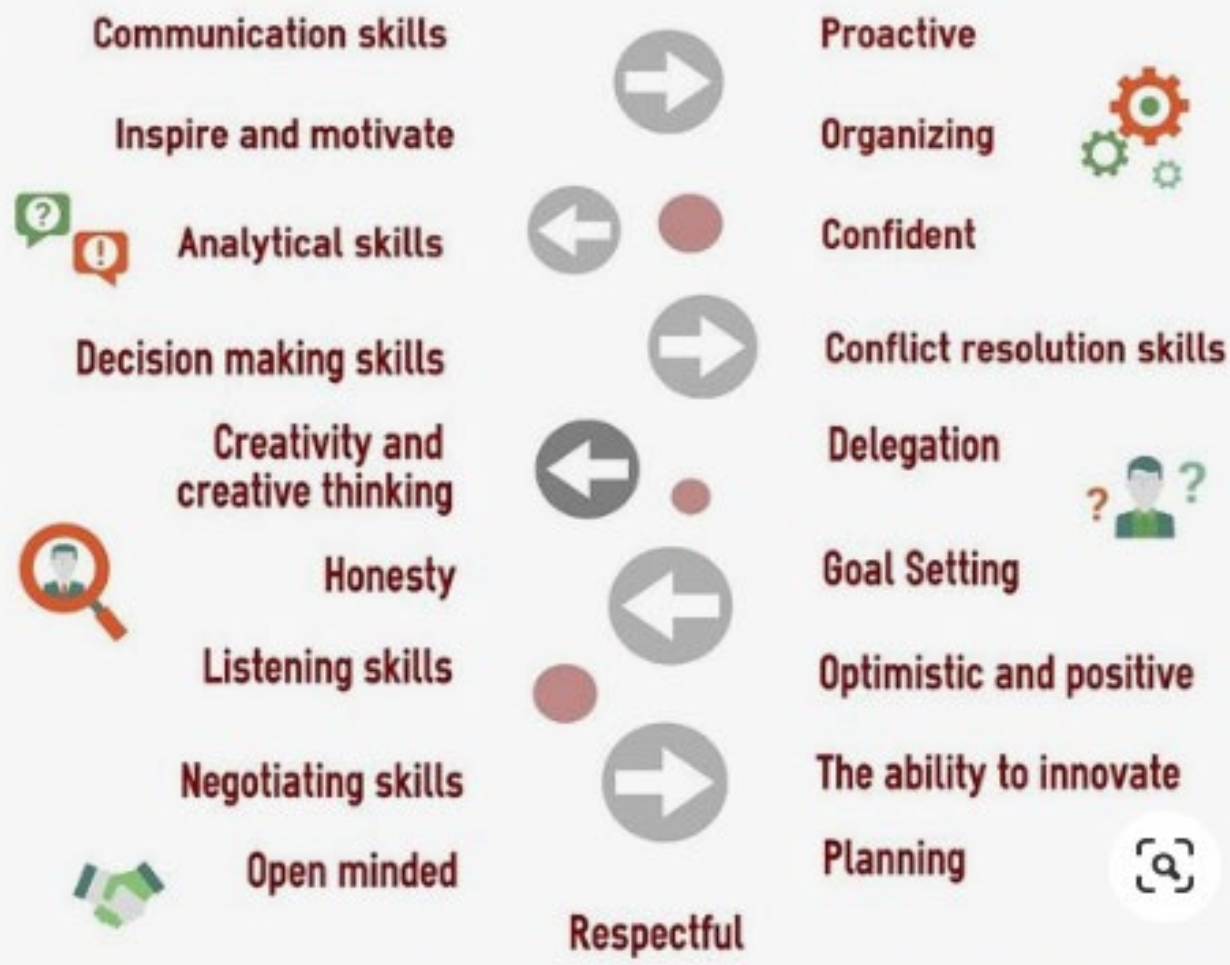 Communication skills
Inspire and motivate
?
!
Analytical skills
Decision making skills
Creativity and
creative thinking
Honesty
Listening skills
Negotiating skills
Open minded
Proactive
Organizing
Confident
Conflict resolution skills
Delegation
? ?
Goal Setting
Optimistic and positive
The ability to innovate
Planning
Respectful